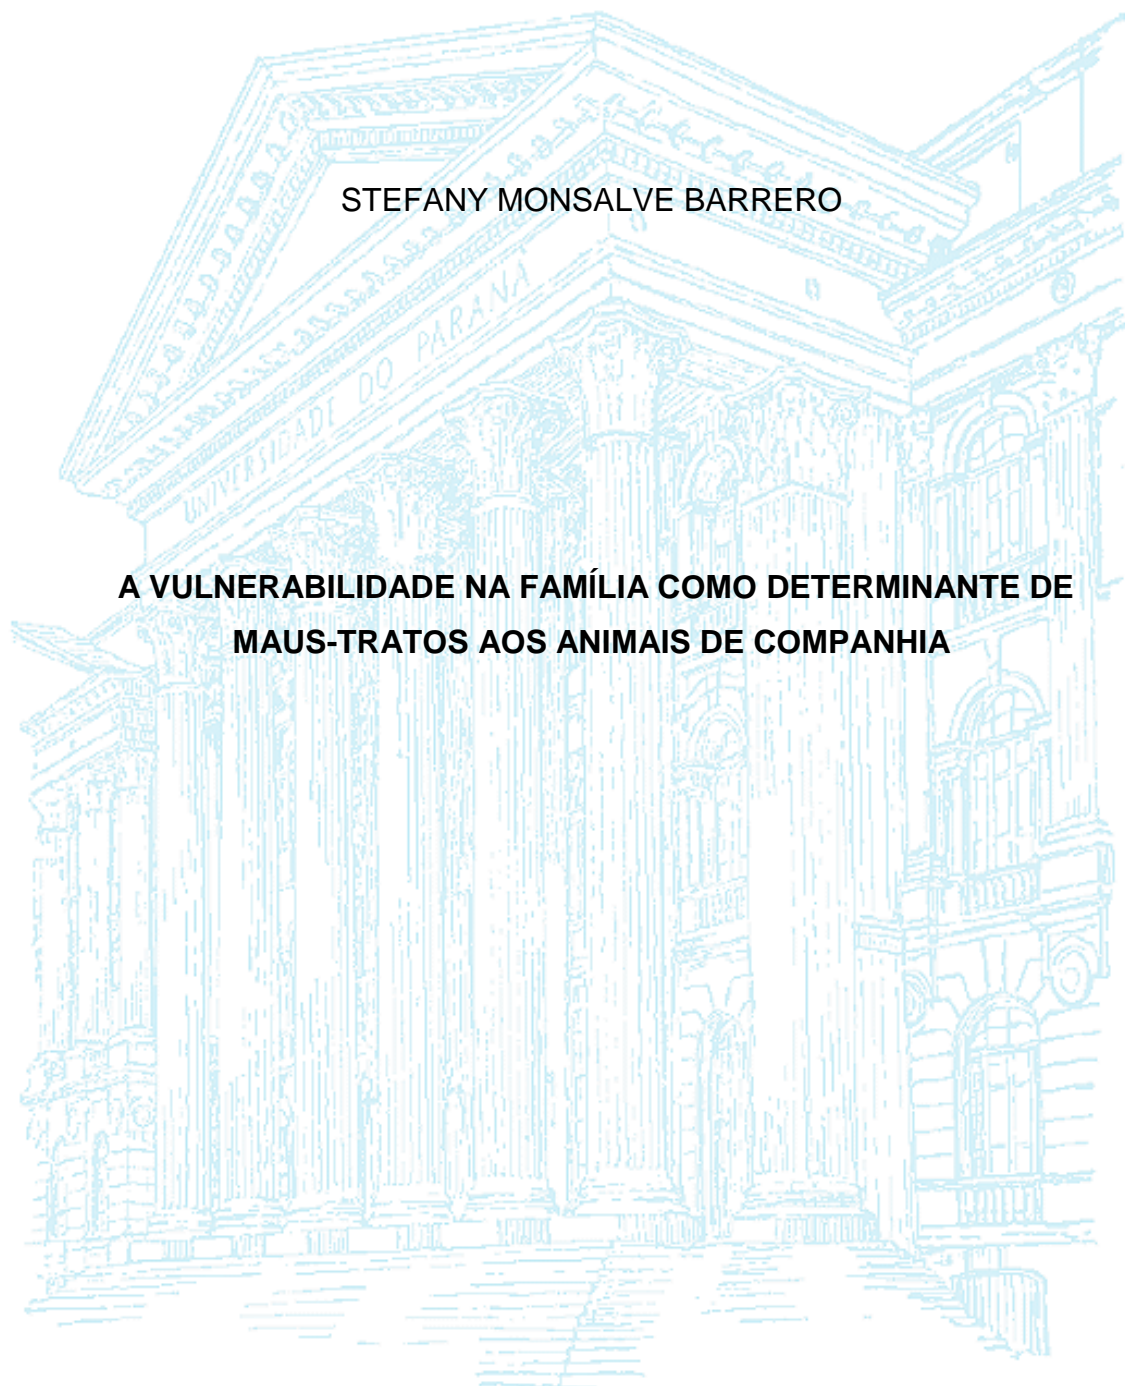 STEFANY MONSALVE BARRERO
UNIVERSIDADE DO PARANÁ
A VULNERABILIDADE NA FAMÍLIA COMO DETERMINANTE DE
MAUS-TRATOS AOS ANIMAIS DE COMPANHIA